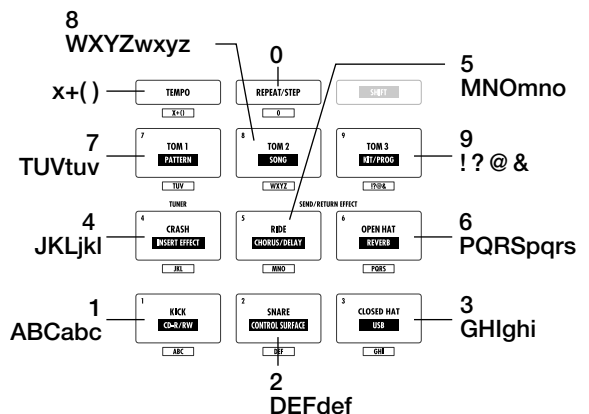 8
WXYZwxyz
0
5
MNOmno
x+( )
TEMPO
REPEAT/STEP
SHIFT
X+()
0
7
TUVtuv
7
TOM 1
PATTERN
8
TOM 2
SONG
9
TOM 3
KIT/PROG
9
! ? @ &
TUV
WXYZ
!?@&
TUNER
SEND/RETURN EFFECT
4
JKLjkl
4
CRASH
INSERT EFFECT
5
RIDE
CHORUS/DELAY
6
OPEN HAT
REVERB
6
PQRSpqrs
JKL
MNO
PQRS
1
ABCabc
1
KICK
CD-R/RW
2
SNARE
CONTROL SURFACE
3
CLOSED HAT
USB
3
GHIghi
ABC
DEF
GHI
2
DEFdef